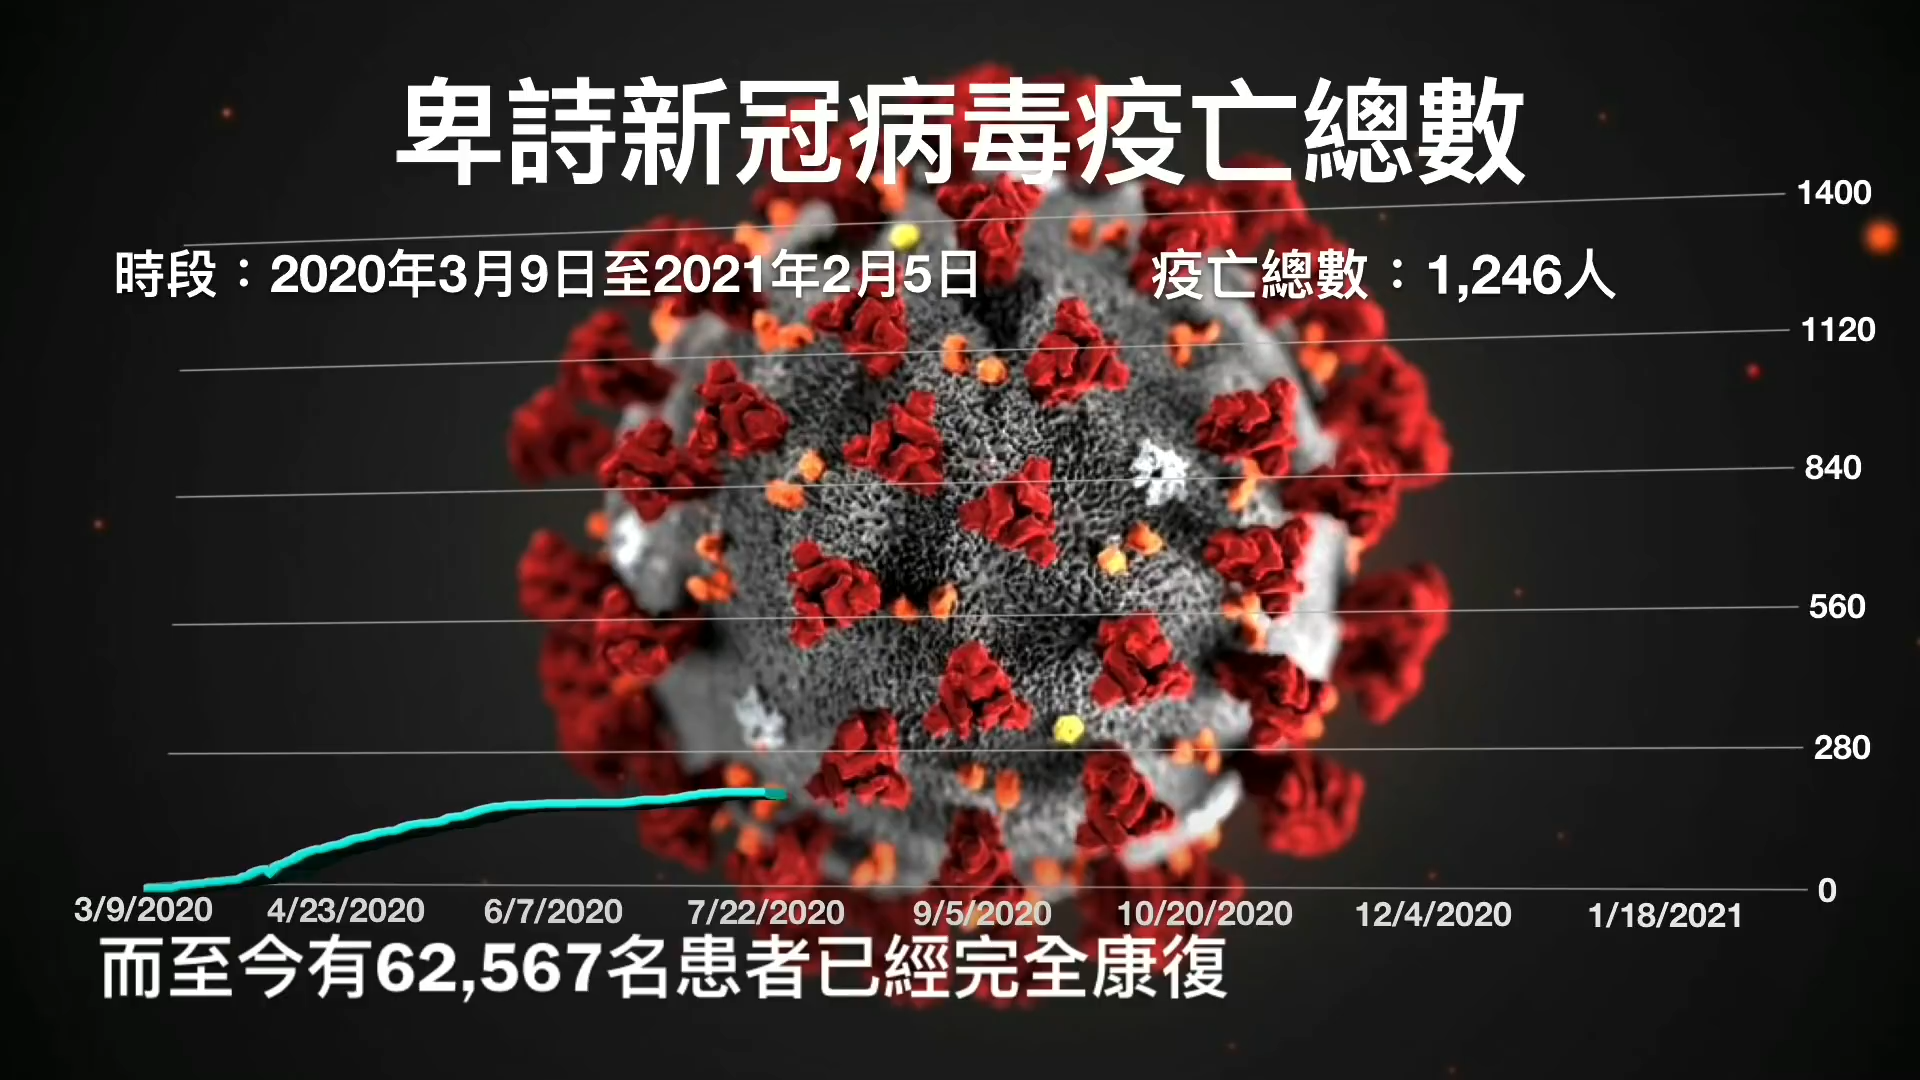 卑詩新冠病毒疫亡總數
1400
時段：2020年3月9日至2021年2月5日
疫亡總數：1,246人
1120
840
560
280
0
3/9/2020 4/23/2020 6/7/2020 7/22/2020 9/5/2020 10/20/2020 12/4/2020 1/18/2021
而至今有62,567名患者已經完全康復